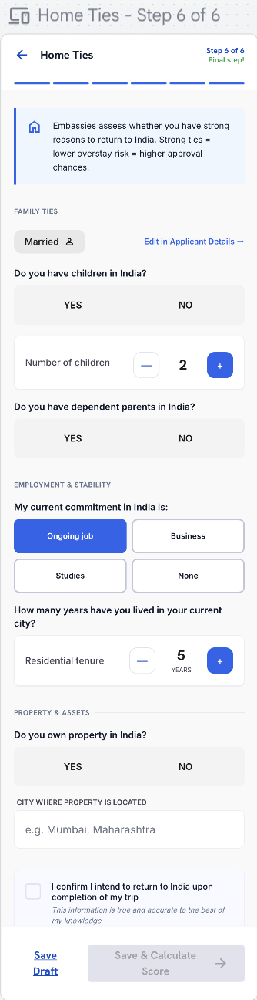 Home Ties - Step 6 of 6
Home Ties
Step 6 of 6
Final step!
Embassies assess whether you have strong
reasons to return to India. Strong ties =
lower overstay risk = higher approval
chances.
FAMILY TIES
Married
Edit in Applicant Details →
Do you have children in India?
YES NO
Number of children — 2 +
Do you have dependent parents in India?
YES NO
EMPLOYMENT & STABILITY
My current commitment in India is:
Ongoing job Business
Studies None
How many years have you lived in your current
city?
Residential tenure — 5 +
YEARS
PROPERTY & ASSETS
Do you own property in India?
YES NO
CITY WHERE PROPERTY IS LOCATED
e.g. Mumbai, Maharashtra
I confirm I intend to return to India upon
completion of my trip
This information is true and accurate to the best of
my knowledge
Save
Draft
Save & Calculate
Score